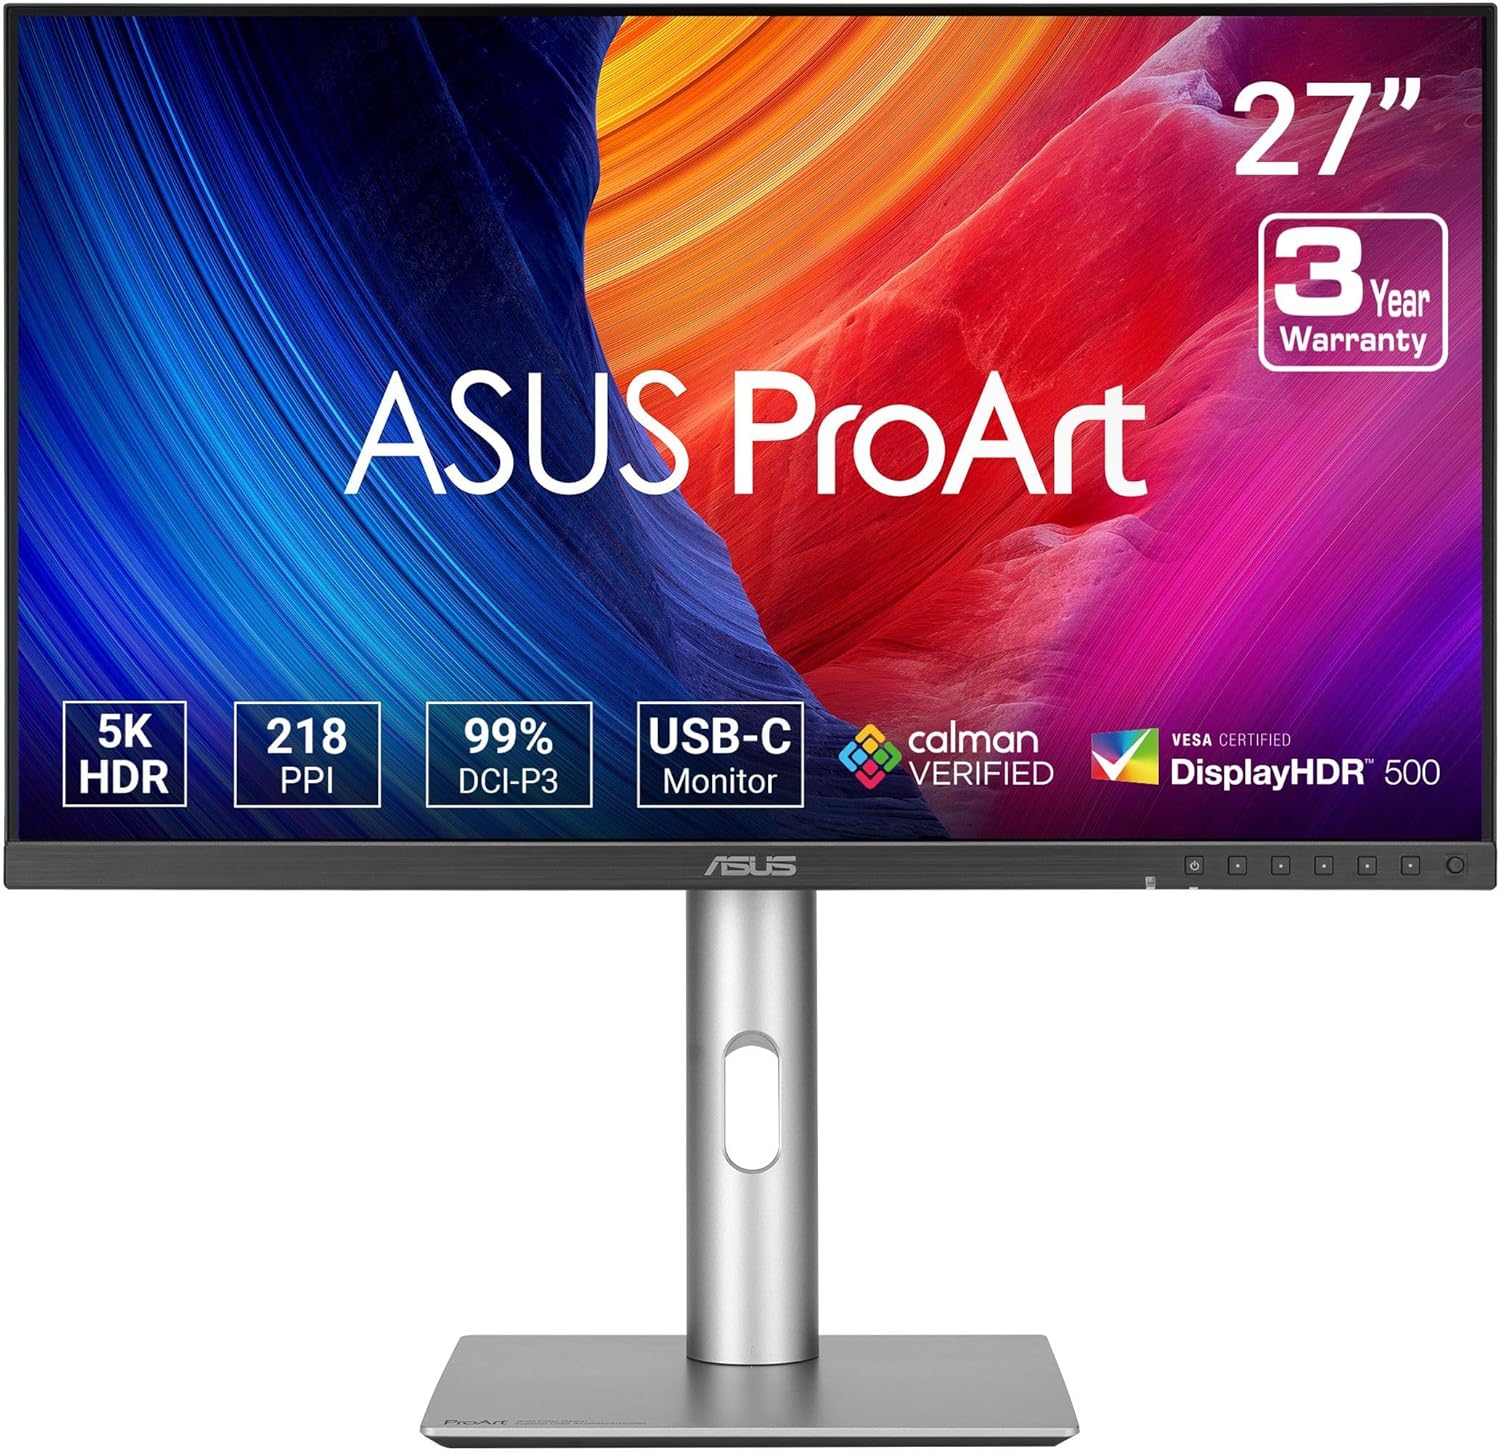 27”
3 Year
Warranty
ASUS ProArt
5K
HDR
218
PPI
99%
DCI-P3
USB-C
Monitor
calman
VERIFIED
VESA CERTIFIED
DisplayHDR™ 500
ASUS
ProArt